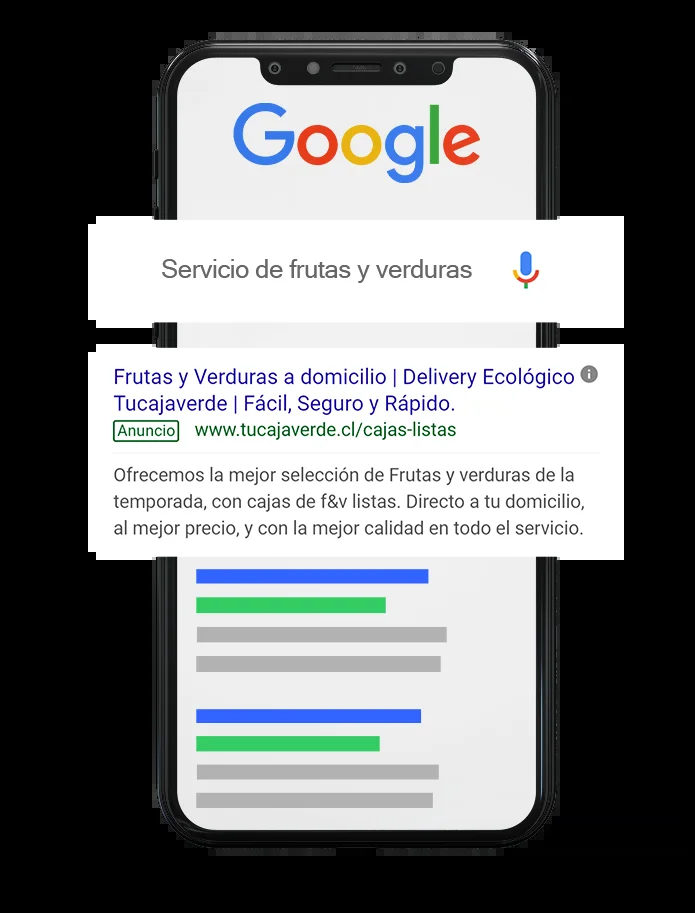 Google
Servicio de frutas y verduras
Frutas y Verduras a domicilio | Delivery Ecológico
Tucajaverde | Fácil, Seguro y Rápido.
Anuncio www.tucajaverde.cl/cajas-listas
Ofrecemos la mejor selección de Frutas y verduras de la
temporada, con cajas de f&v listas. Directo a tu domicilio,
al mejor precio, y con la mejor calidad en todo el servicio.